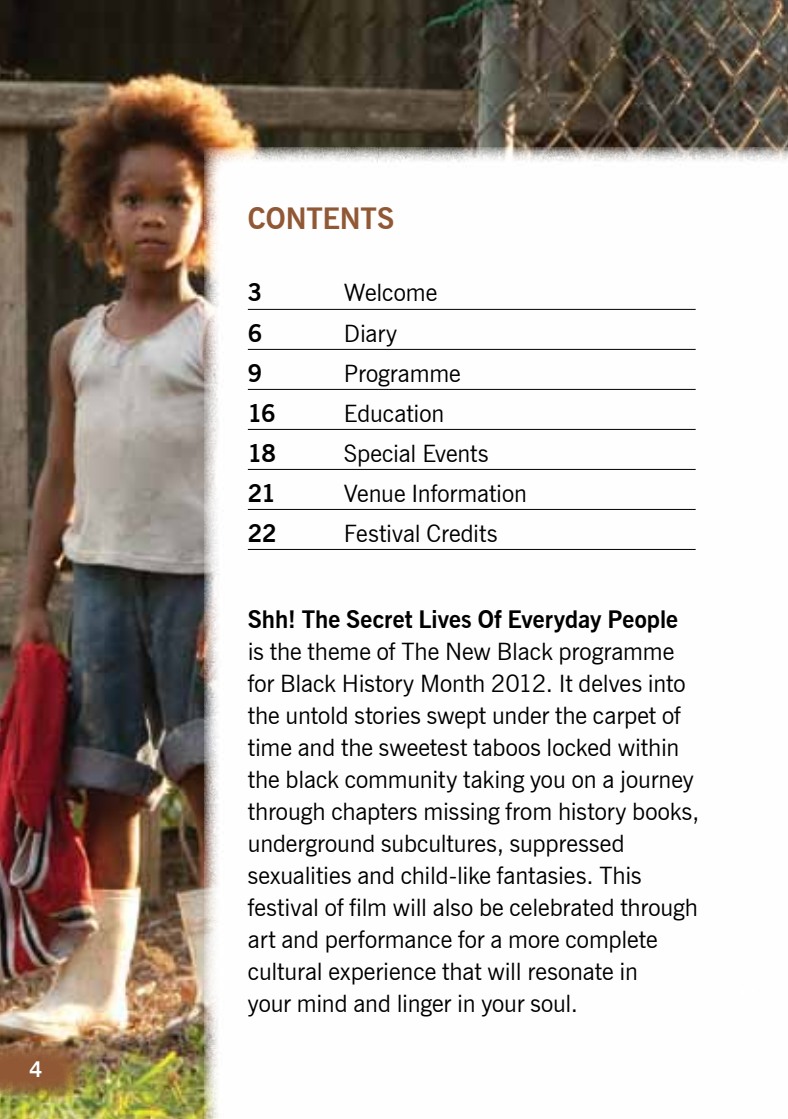 CONTENTS
3 Welcome
6 Diary
9 Programme
16 Education
18 Special Events
21 Venue Information
22 Festival Credits
Shh! The Secret Lives Of Everyday People
is the theme of The New Black programme
for Black History Month 2012. It delves into
the untold stories swept under the carpet of
time and the sweetest taboos locked within
the black community taking you on a journey
through chapters missing from history books,
underground subcultures, suppressed
sexualities and child-like fantasies. This
festival of film will also be celebrated through
art and performance for a more complete
cultural experience that will resonate in
your mind and linger in your soul.
4